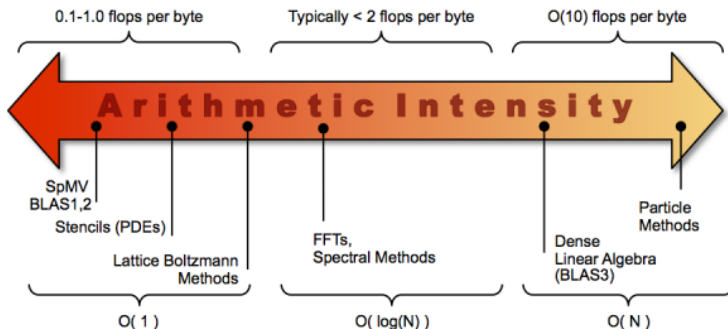 0.1-1.0 flops per byte
Typically < 2 flops per byte
O(10) flops per byte
Arithmetic Intensity
SpMV
BLAS1,2
Stencils (PDEs)
Lattice Boltzmann
Methods
FFTs,
Spectral Methods
Dense
Linear Algebra
(BLAS3)
Particle
Methods
O( 1 )
O( log(N) )
O( N )